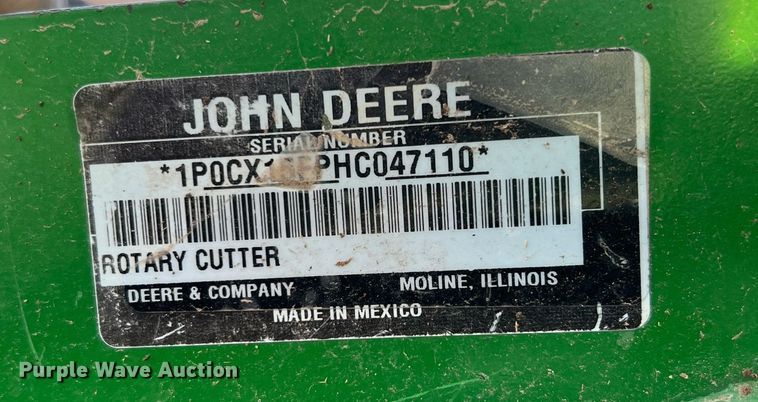 JOHN DEERE
SERIAL NUMBER
ROTARY CUTTER
DEERE & COMPANY MOLINE, ILLINOIS
MADE IN MEXICO
Purple Wave Auction